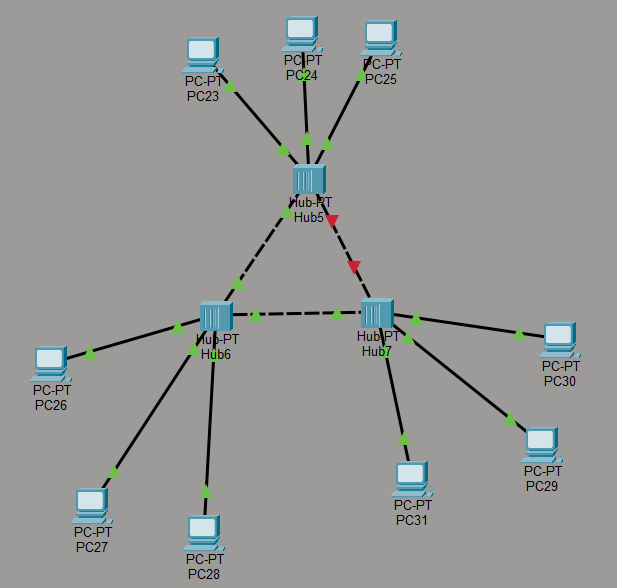 PC-PT
PC23
PC-PT
PC24
PC-PT
PC25
Hub-PT
Hub5
Hub-PT
Hub6
Hub-PT
Hub7
PC-PT
PC26
PC-PT
PC30
PC-PT
PC29
PC-PT
PC31
PC-PT
PC27
PC-PT
PC28